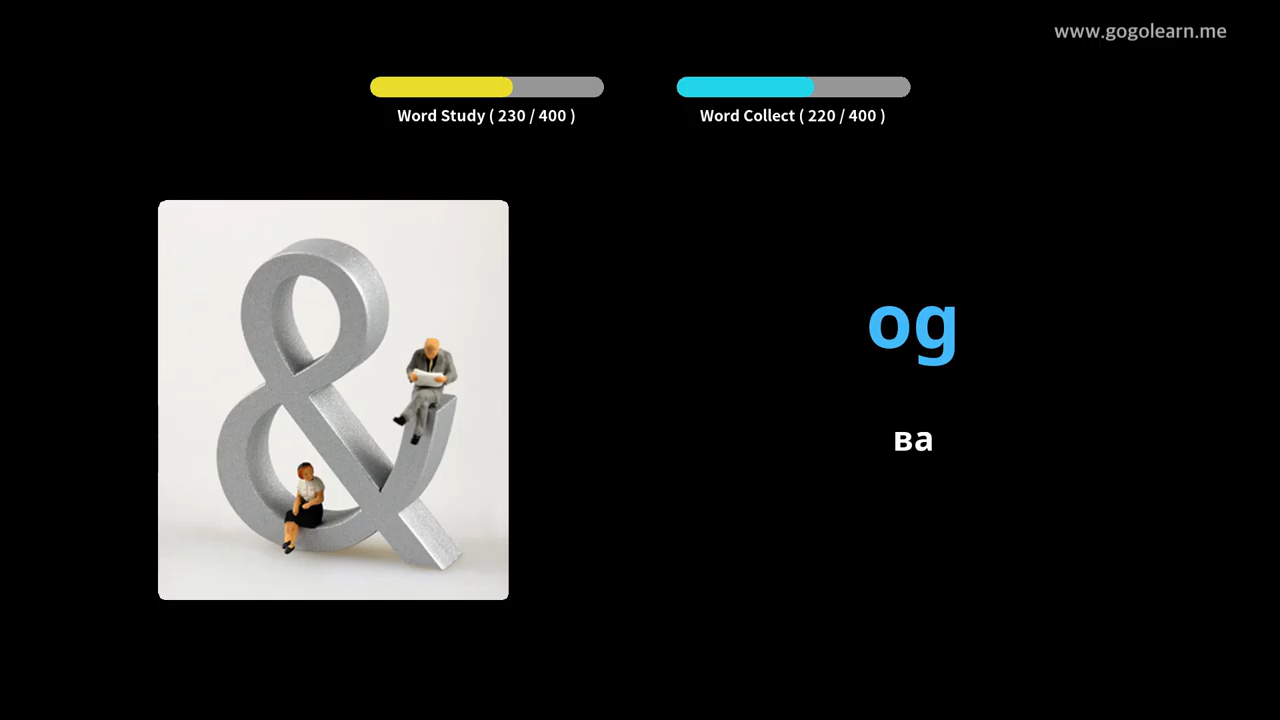 www.gogolearn.me
Word Study ( 230 / 400 )
Word Collect ( 220 / 400 )
&
og
ва